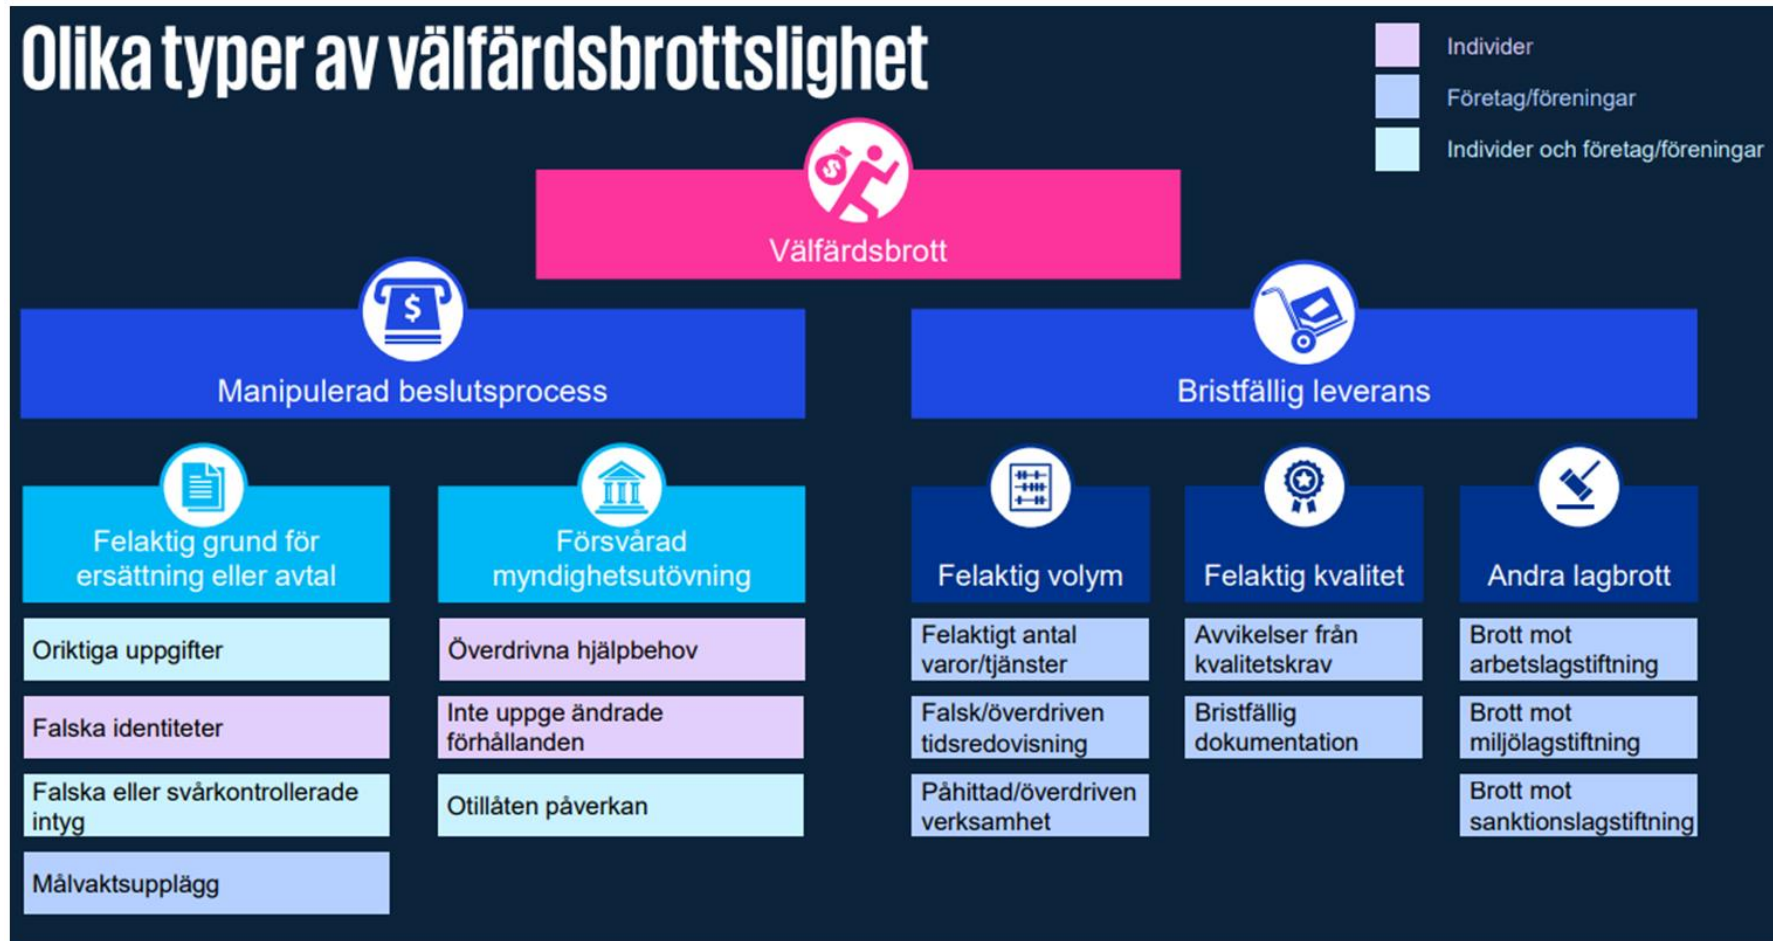 Olika typer av välfärdsbrottslighet
Individer
Företag/föreningar
Individer och företag/föreningar
$
Välfärdsbrott
$
Manipulerad beslutsprocess
Bristfällig leverans
Felaktig grund för
ersättning eller avtal
Försvårad
myndighetsutövning
Felaktig volym
Felaktig kvalitet
Andra lagbrott
Oriktiga uppgifter
Falska identiteter
Falska eller svårkontrollerade
intyg
Målvaktsupplägg
Överdrivna hjälpbehov
Inte uppge ändrade
förhållanden
Otillåten påverkan
Felaktigt antal
varor/tjänster
Falsk/överdriven
tidsredovisning
Påhittad/överdriven
verksamhet
Avvikelser från
kvalitetskrav
Bristfällig
dokumentation
Brott mot
arbetslagstiftning
Brott mot
miljölagstiftning
Brott mot
sanktionslagstiftning